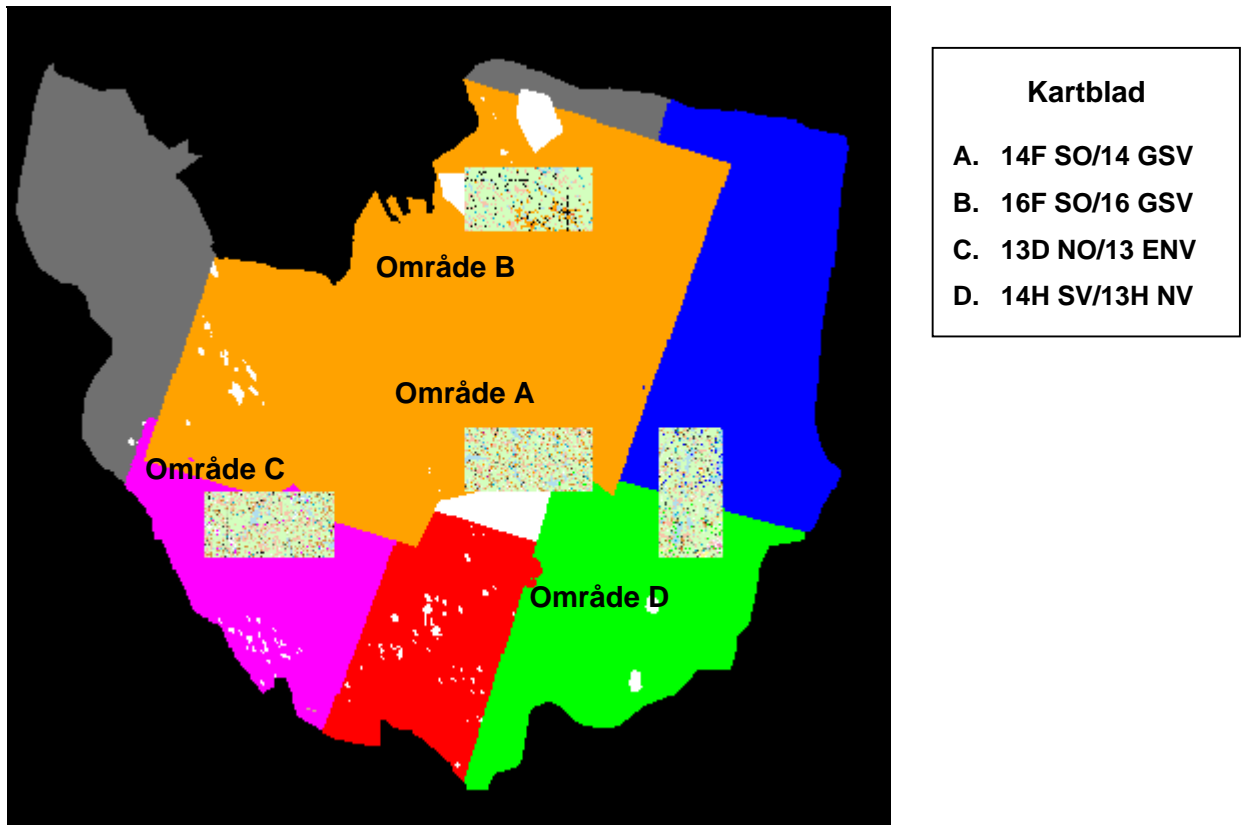 Område B
Område A
Område C
Område D
Kartblad
A. 14F SO/14 GSV
B. 16F SO/16 GSV
C. 13D NO/13 ENV
D. 14H SV/13H NV